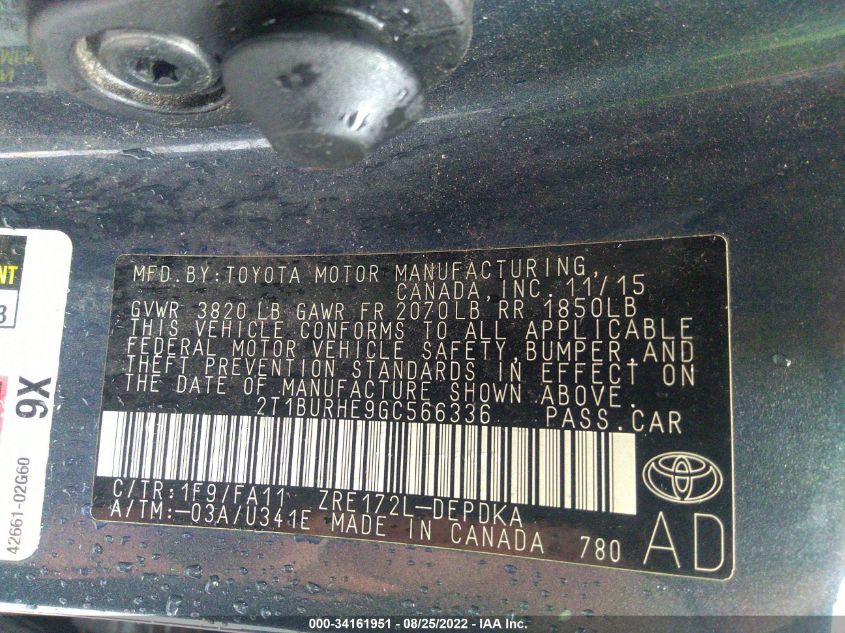 MFD.BY:TOYOTA MOTOR MANUFACTURING,
CANADA,INC. 11/15
GVWR 3820 LB GAWR FR 2070LB RR 1850LB
THIS VEHICLE CONFORMS TO ALL APPLICABLE
FEDERAL MOTOR VEHICLE SAFETY,BUMPER,AND
THEFT PREVENTION STANDARDS IN EFFECT ON
THE DATE OF MANUFACTURE SHOWN ABOVE.
2T1BURHE9GC566336 PASS.CAR
C/TR:1F9/FA11 ZRE172L-DEPDKA
A/TM:-03A/U341E MADE IN CANADA 780
AD
9X
42661-02G60
000-34161951 - 08/25/2022 - IAA Inc.